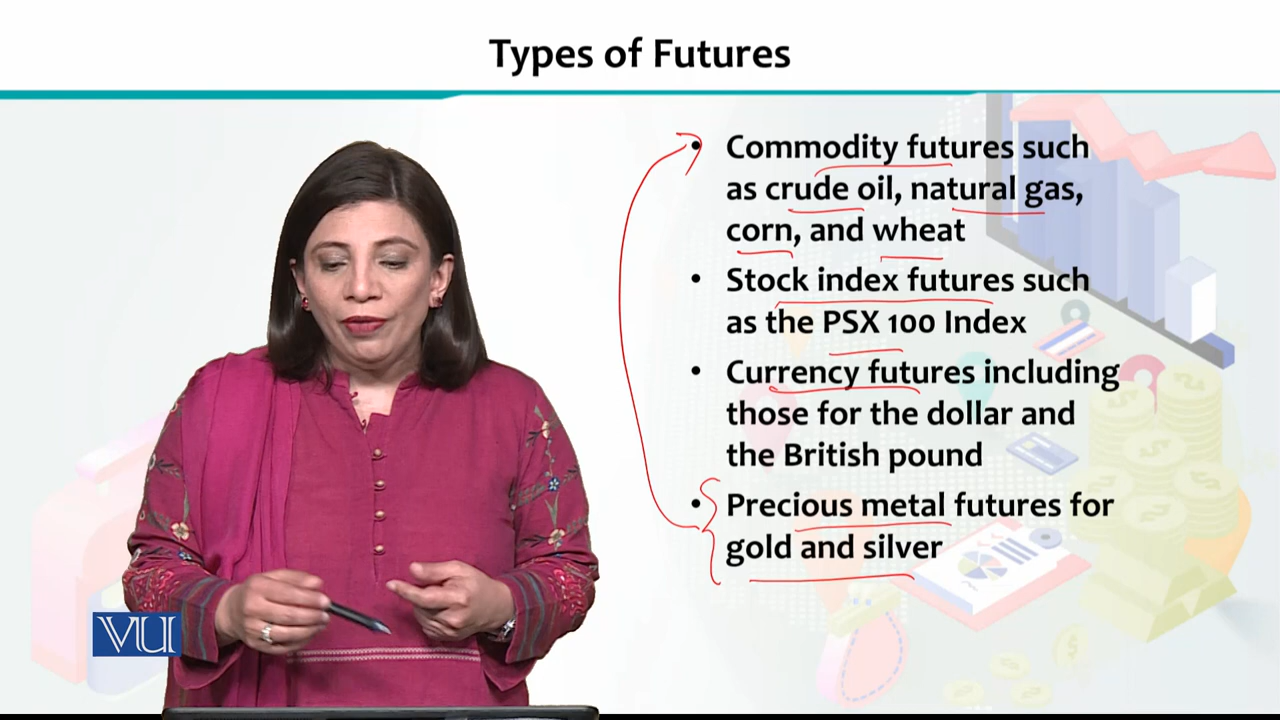 Types of Futures
• Commodity futures such
as crude oil, natural gas,
corn, and wheat
• Stock index futures such
as the PSX 100 Index
• Currency futures including
those for the dollar and
the British pound
• Precious metal futures for
gold and silver
VU